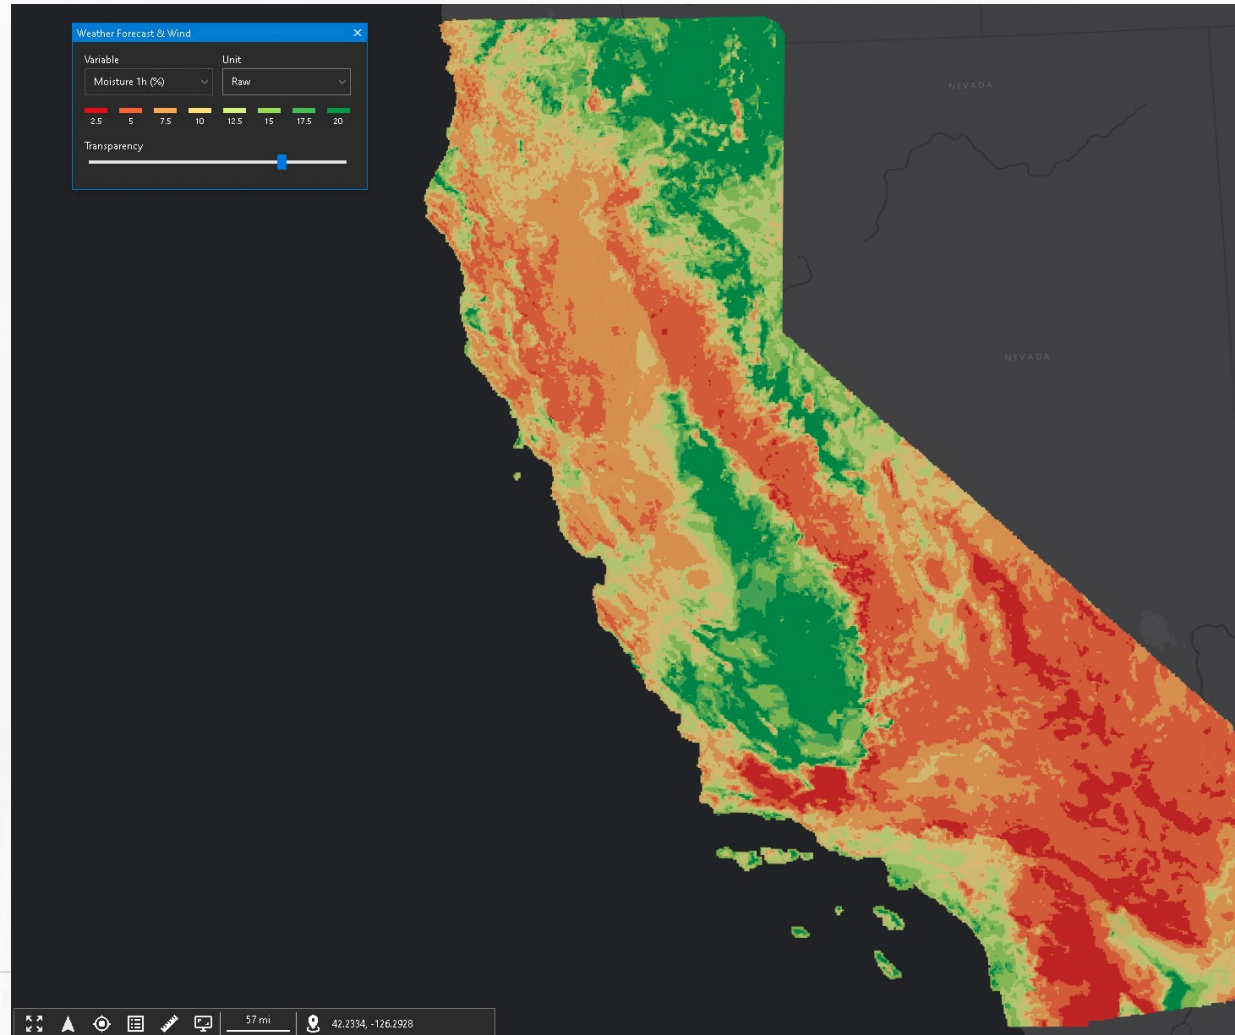 Weather Forecast & Wind
Variable Unit
Moisture 1h (%) Raw
2.5 5 7.5 10 12.5 15 17.5 20
Transparency
NEVADA
NEVADA
57 mi 42.2334, -126.2928